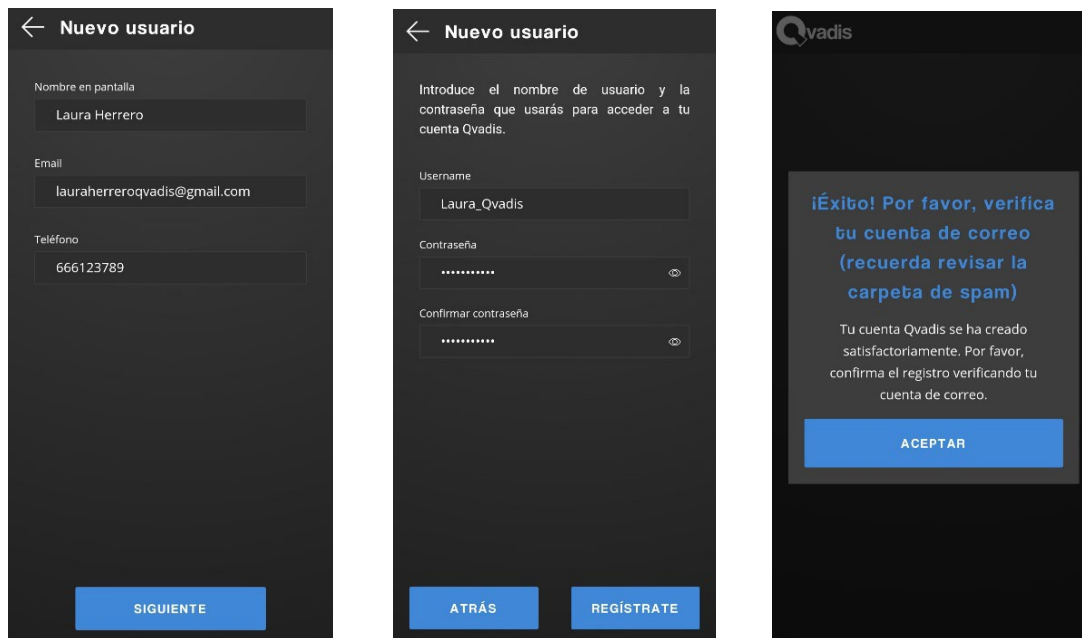 Nuevo usuario
Nombre en pantalla
Laura Herrero
Email
lauraherreroqvadis@gmail.com
Teléfono
666123789
SIGUIENTE
Nuevo usuario
Introduce el nombre de usuario y la
contraseña que usarás para acceder a tu
cuenta Qvadis.
Username
Laura_Qvadis
Contraseña
•••••••••••
Confirmar contraseña
•••••••••••
ATRÁS
REGÍSTRATE
Qvadis
¡Éxito! Por favor, verifica
tu cuenta de correo
(recuerda revisar la
carpeta de spam)
Tu cuenta Qvadis se ha creado
satisfactoriamente. Por favor,
confirma el registro verificando tu
cuenta de correo.
ACEPTAR